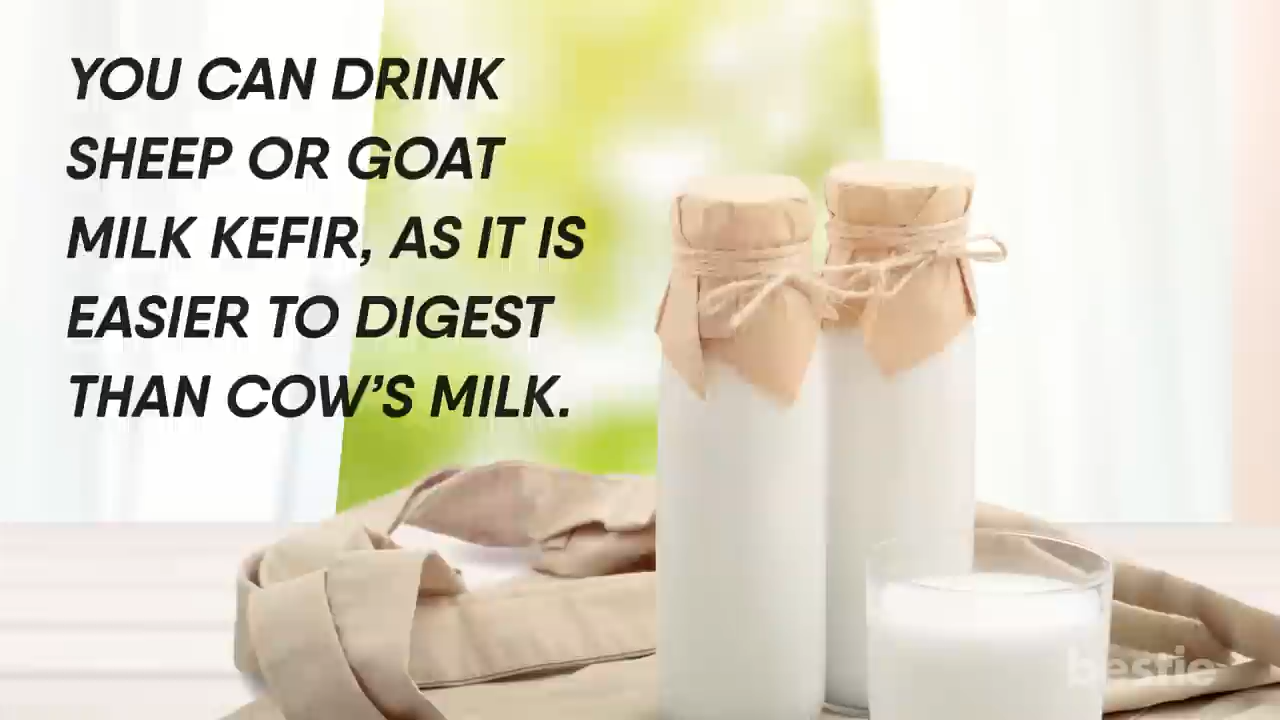 YOU CAN DRINK
SHEEP OR GOAT
MILK KEFIR, AS IT IS
EASIER TO DIGEST
THAN COW'S MILK.
bestie